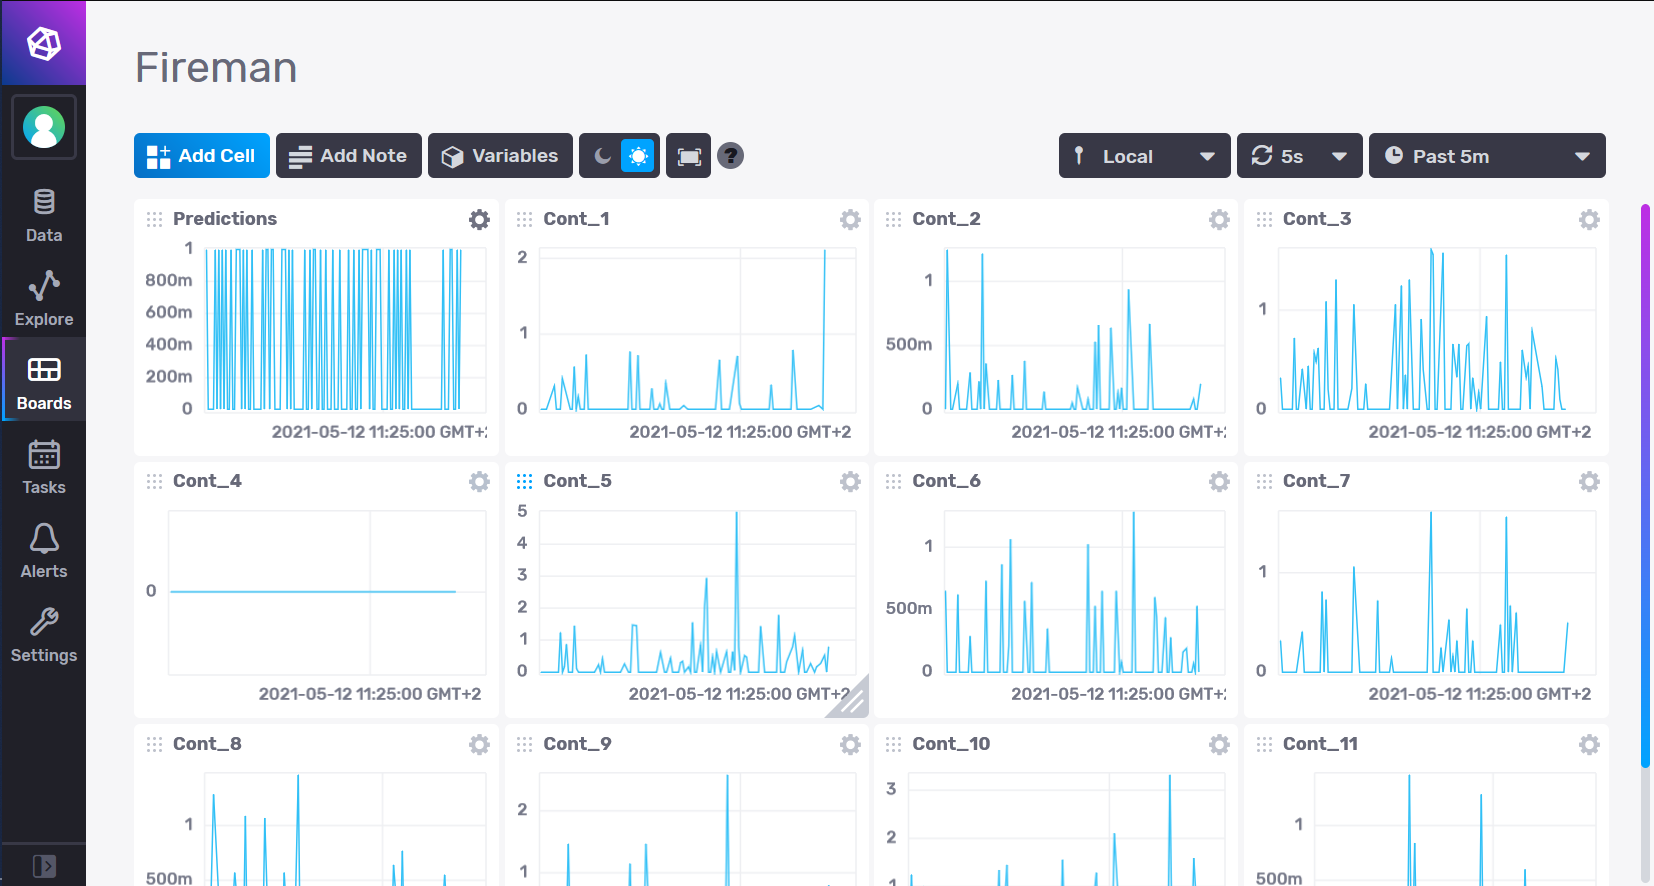 Fireman
Add Cell
Add Note
Variables
?
Local
5s
Past 5m
Data
Explore
Boards
Tasks
Alerts
Settings
Predictions
1
800m
600m
400m
200m
0
2021-05-12 11:25:00 GMT+
Cont_1
2
1
0
2021-05-12 11:25:00 GMT+2
Cont_2
1
500m
0
2021-05-12 11:25:00 GMT+
Cont_3
1
0
2021-05-12 11:25:00 GMT+2
Cont_4
0
2021-05-12 11:25:00 GMT+2
Cont_5
5
4
3
2
1
0
2021-05-12 11:25:00 GMT+2
Cont_6
1
500m
0
2021-05-12 11:25:00 GMT+
Cont_7
1
0
2021-05-12 11:25:00 GMT+2
Cont_8
1
500m
Cont_9
2
1
Cont_10
3
2
1
Cont_11
1
500m